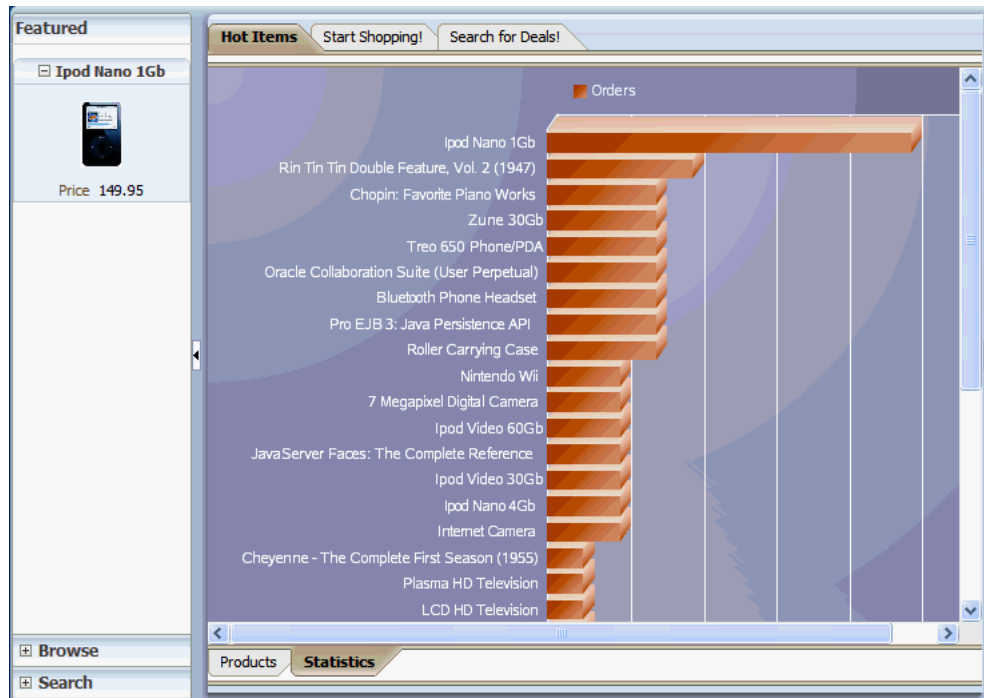 Featured
Ipod Nano 1Gb
Price 149.95
Browse
Search
Hot Items
Start Shopping!
Search for Deals!
Orders
Ipod Nano 1Gb
Rin Tin Tin Double Feature, Vol. 2 (1947)
Chopin: Favorite Piano Works
Zune 30Gb
Treo 650 Phone/PDA
Oracle Collaboration Suite (User Perpetual)
Bluetooth Phone Headset
Pro EJB 3: Java Persistence API
Roller Carrying Case
Nintendo Wii
7 Megapixel Digital Camera
Ipod Video 60Gb
JavaServer Faces: The Complete Reference
Ipod Video 30Gb
Ipod Nano 4Gb
Internet Camera
Cheyenne - The Complete First Season (1955)
Plasma HD Television
LCD HD Television
Products
Statistics